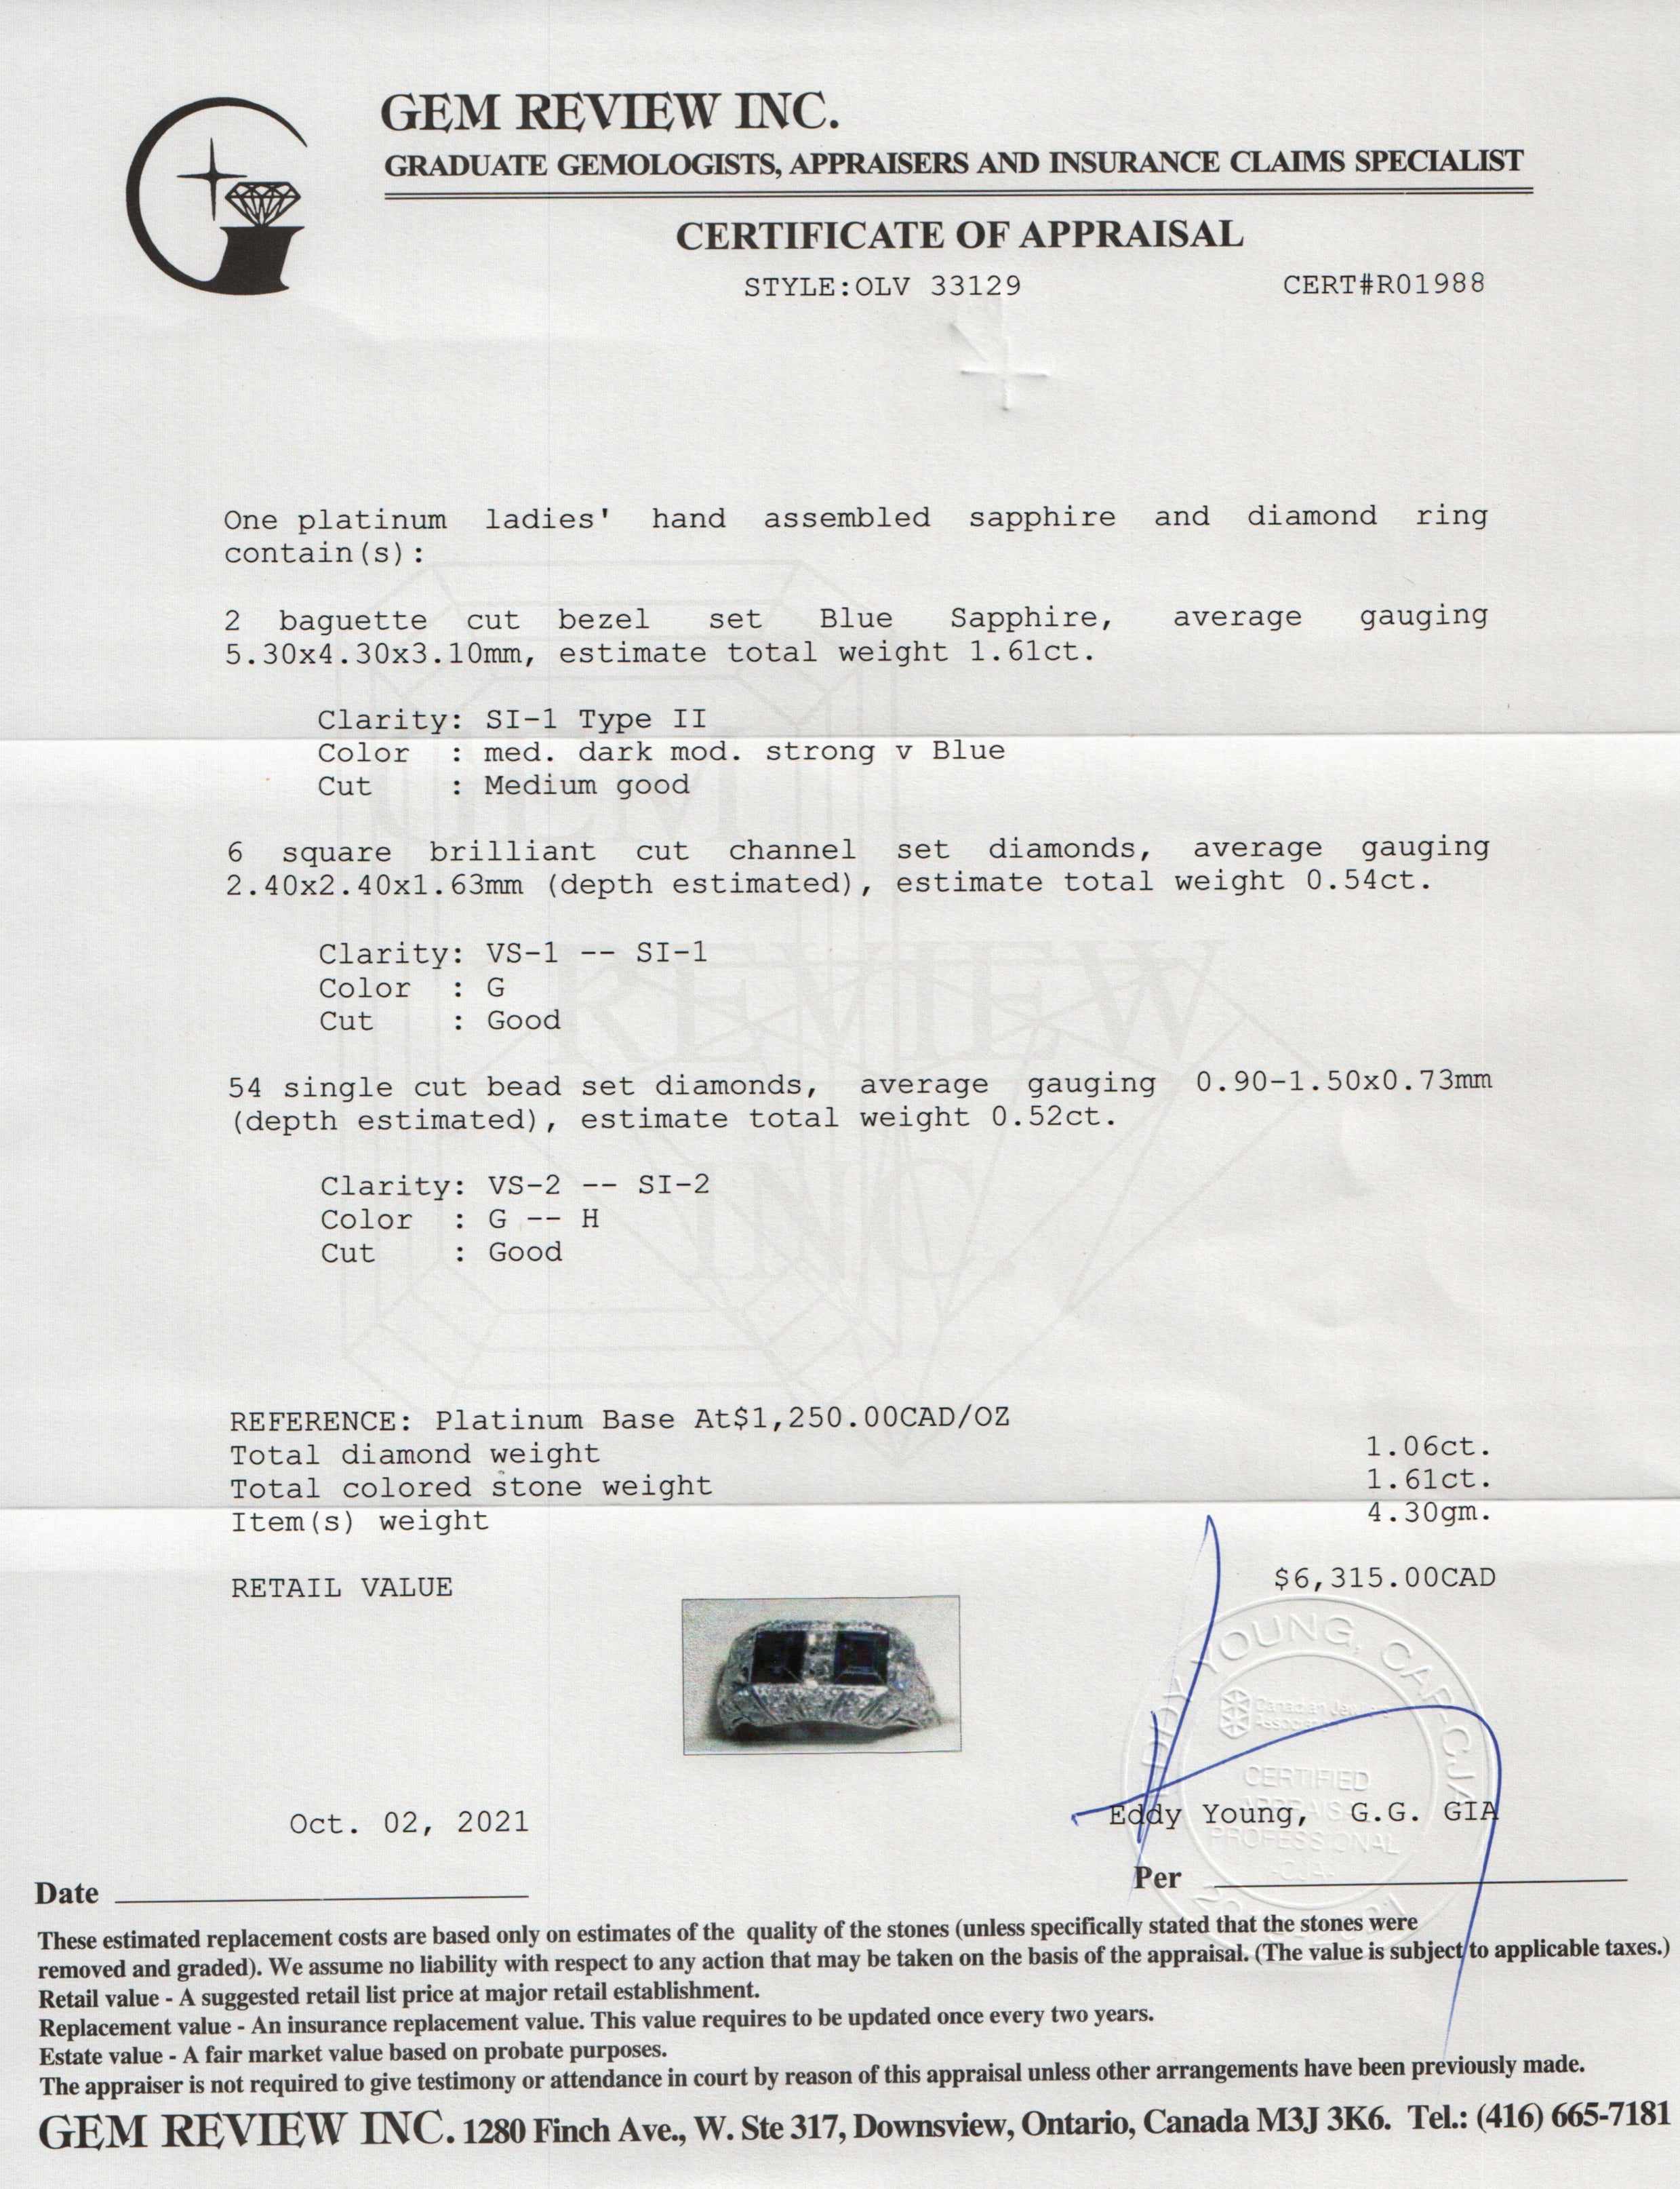 GEM REVIEW INC.
GRADUATE GEMOLOGISTS, APPRAISERS AND INSURANCE CLAIMS SPECIALIST
CERTIFICATE OF APPRAISAL
STYLE:OLV 33129 CERT#R01988
One platinum ladies' hand assembled sapphire and diamond ring
contain(s):
2 baguette cut bezel set Blue Sapphire, average gauging
5.30x4.30x3.10mm, estimate total weight 1.61ct.
Clarity: SI-1 Type II
Color : med. dark mod. strong v Blue
Cut : Medium good
6 square brilliant cut channel set diamonds, average gauging
2.40x2.40x1.63mm (depth estimated), estimate total weight 0.54ct.
Clarity: VS-1 -- SI-1
Color : G
Cut : Good
54 single cut bead set diamonds, average gauging 0.90-1.50x0.73mm
(depth estimated), estimate total weight 0.52ct.
Clarity: VS-2 -- SI-2
Color : G -- H
Cut : Good
GEM
REVIEW
INC.
REFERENCE: Platinum Base At$1,250.00CAD/OZ
Total diamond weight 1.06ct.
Total colored stone weight 1.61ct.
Item(s) weight 4.30gm.
RETAIL VALUE $6,315.00CAD
EDDY YOUNG, CAP-CJA
Canadian
CERTIFIED
APPRAISAL
PROFESSIONAL
-CJA-
Oct. 02, 2021 Eddy Young, G.G. GIA
Date Per
These estimated replacement costs are based only on estimates of the quality of the stones (unless specifically stated that the stones were
removed and graded). We assume no liability with respect to any action that may be taken on the basis of the appraisal. (The value is subject to applicable taxes.)
Retail value - A suggested retail list price at major retail establishment.
Replacement value - An insurance replacement value. This value requires to be updated once every two years.
Estate value - A fair market value based on probate purposes.
The appraiser is not required to give testimony or attendance in court by reason of this appraisal unless other arrangements have been previously made.
GEM REVIEW INC. 1280 Finch Ave., W. Ste 317, Downsview, Ontario, Canada M3J 3K6. Tel.: (416) 665-7181